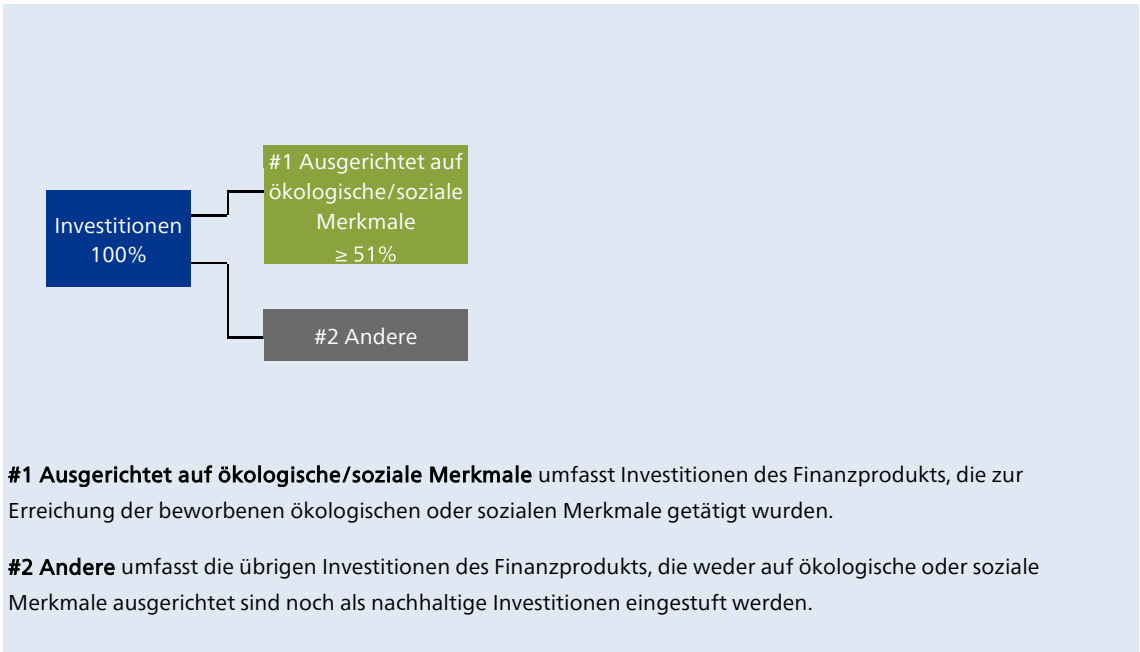 #1 Ausgerichtet auf
ökologische/soziale
Merkmale
≥ 51%
Investitionen
100%
#2 Andere
#1 Ausgerichtet auf ökologische/soziale Merkmale umfasst Investitionen des Finanzprodukts, die zur
Erreichung der beworbenen ökologischen oder sozialen Merkmale getätigt wurden.
#2 Andere umfasst die übrigen Investitionen des Finanzprodukts, die weder auf ökologische oder soziale
Merkmale ausgerichtet sind noch als nachhaltige Investitionen eingestuft werden.